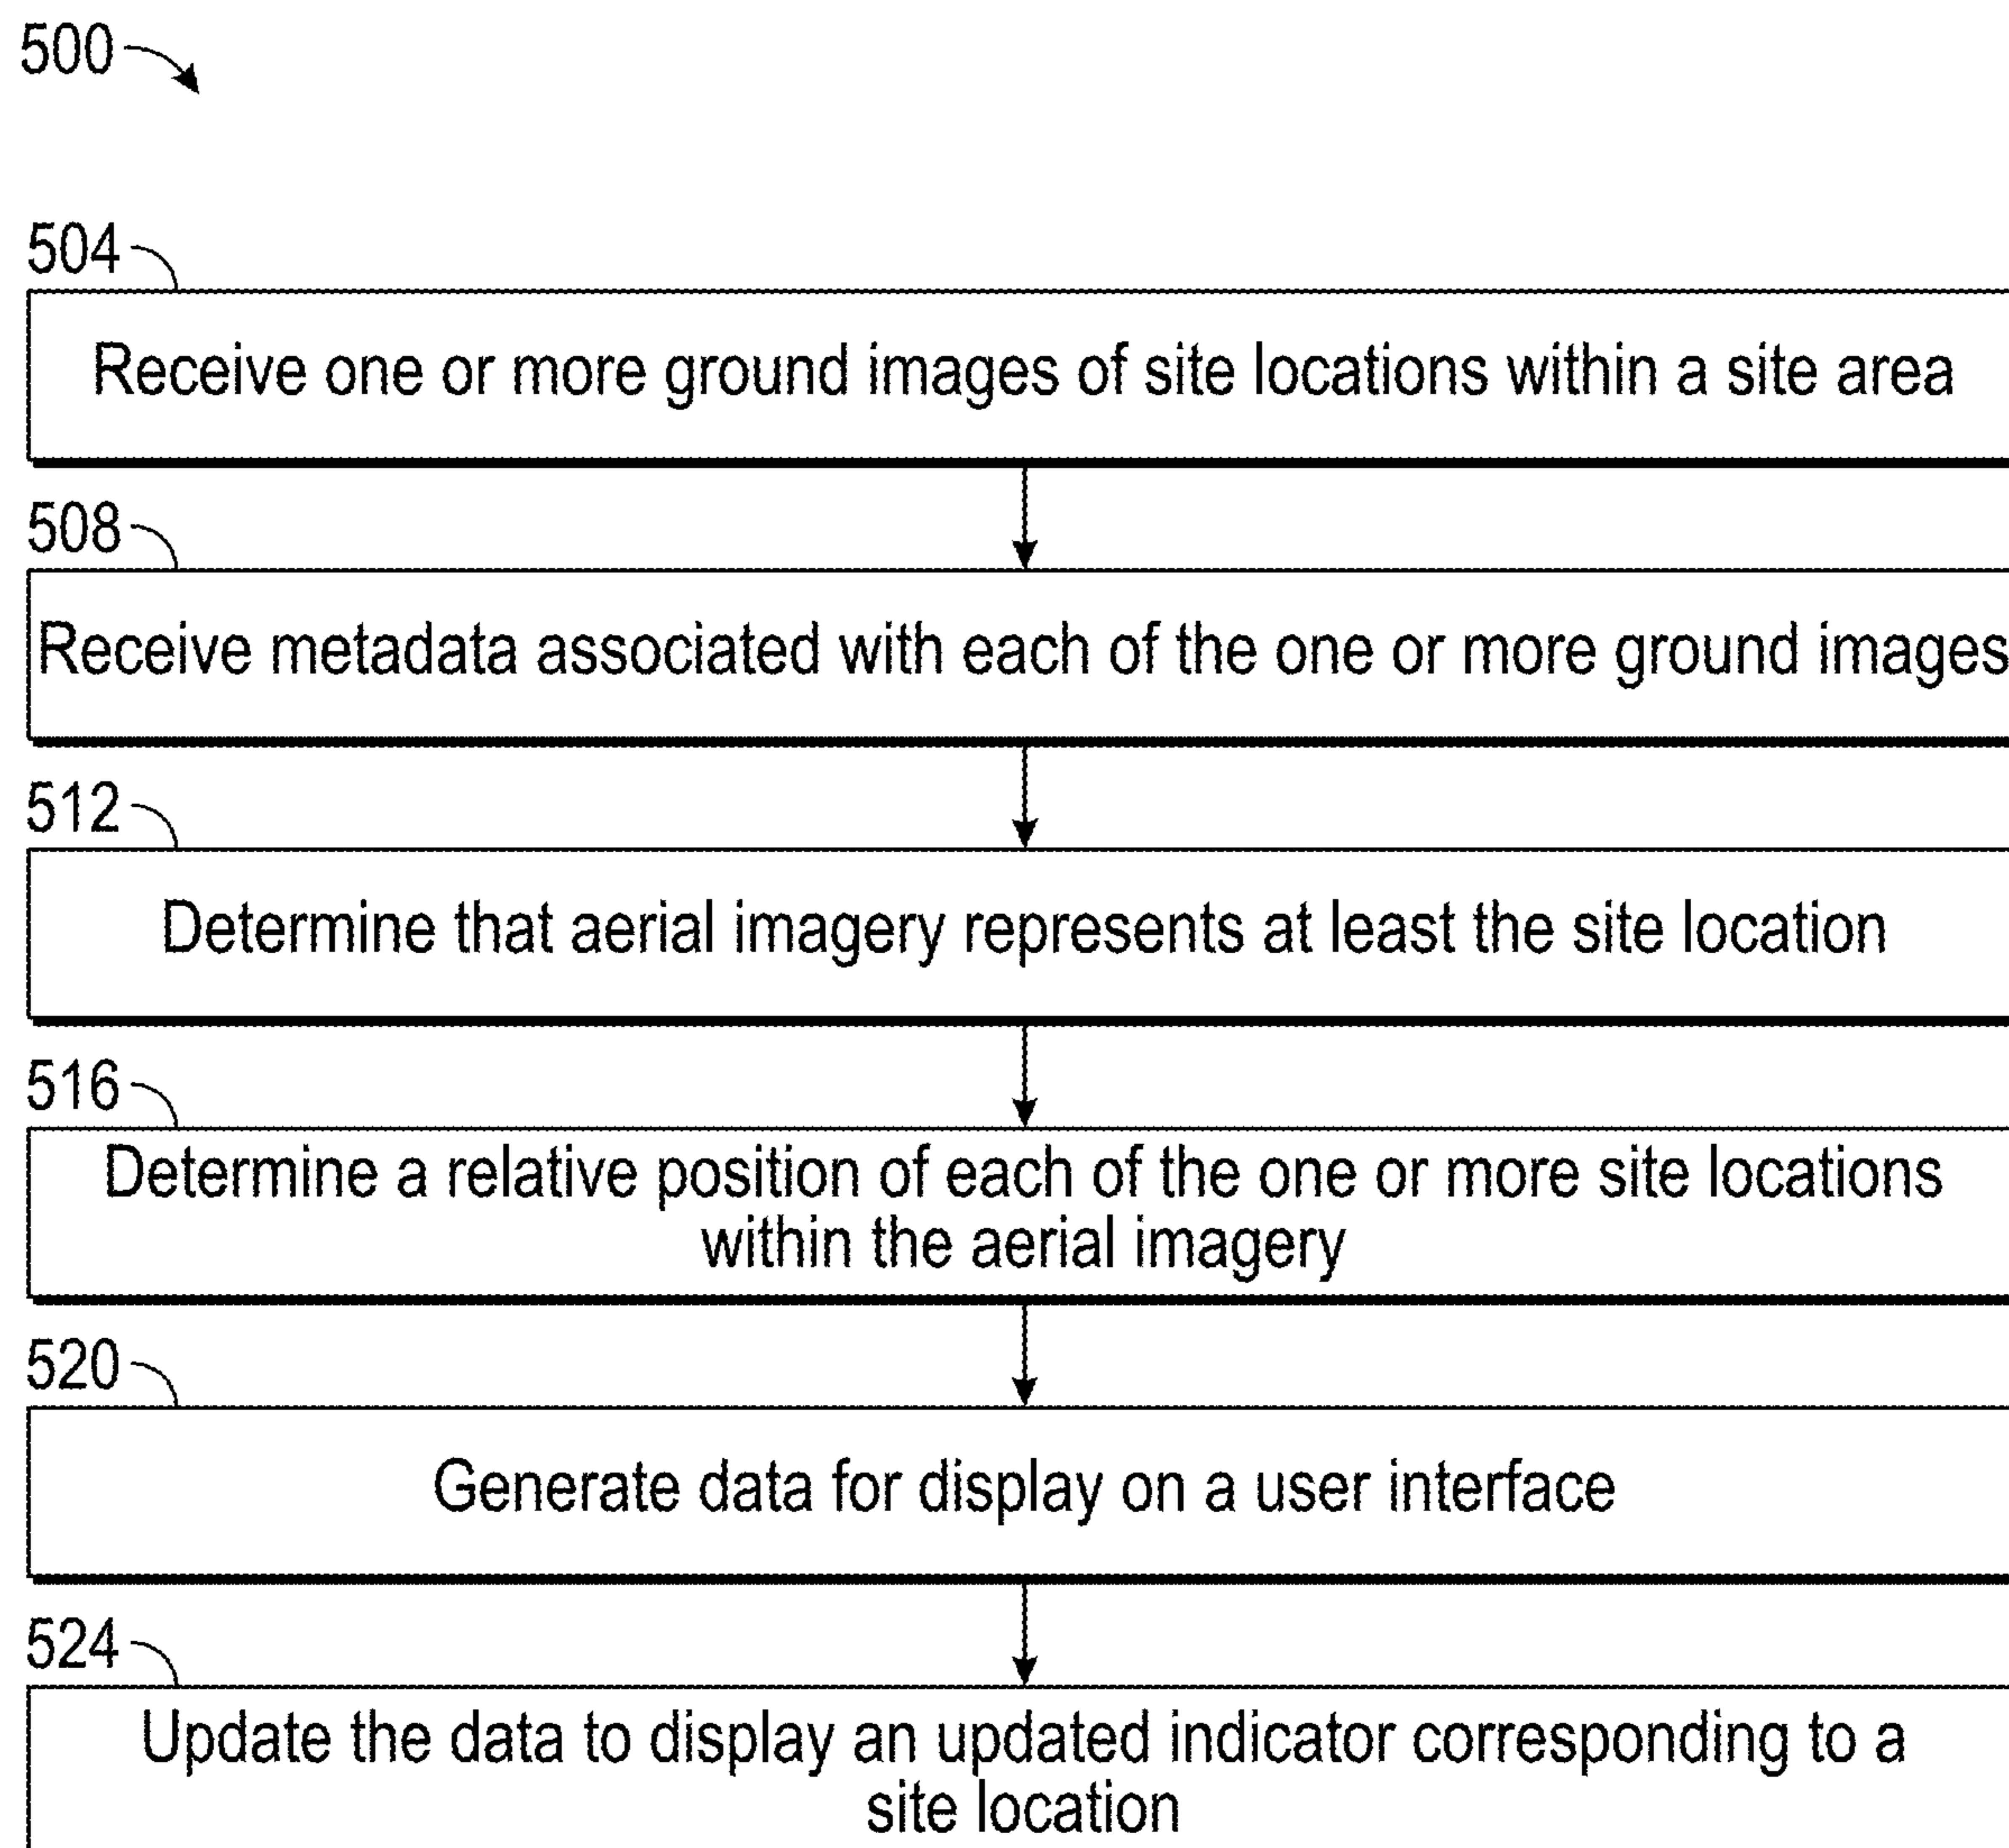 500
504
Receive one or more ground images of site locations within a site area
508
Receive metadata associated with each of the one or more ground images
512
Determine that aerial imagery represents at least the site location
516
Determine a relative position of each of the one or more site locations
within the aerial imagery
520
Generate data for display on a user interface
524
Update the data to display an updated indicator corresponding to a
site location